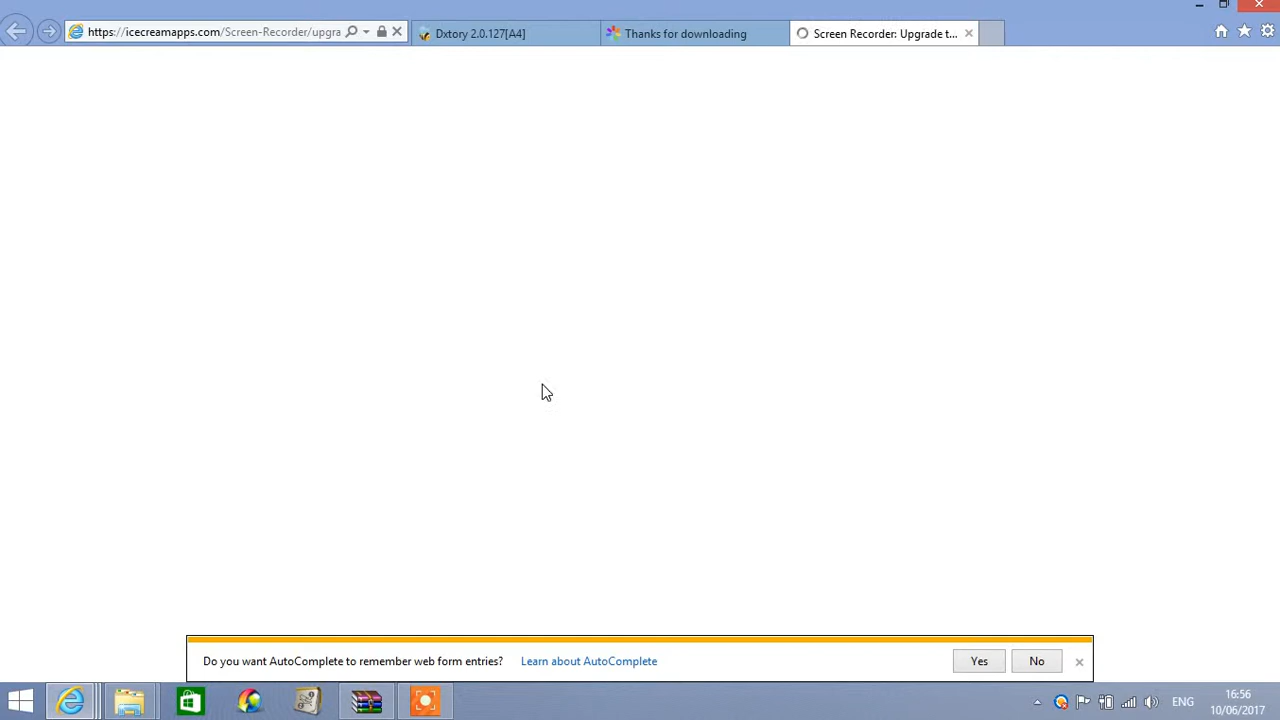 https://icecreamapps.com/Screen-Recorder/upgra
Dxtory 2.0.127[A4]
Thanks for downloading
Screen Recorder: Upgrade t...
Do you want AutoComplete to remember web form entries?
Learn about AutoComplete
Yes
No
ENG
16:56
10/06/2017